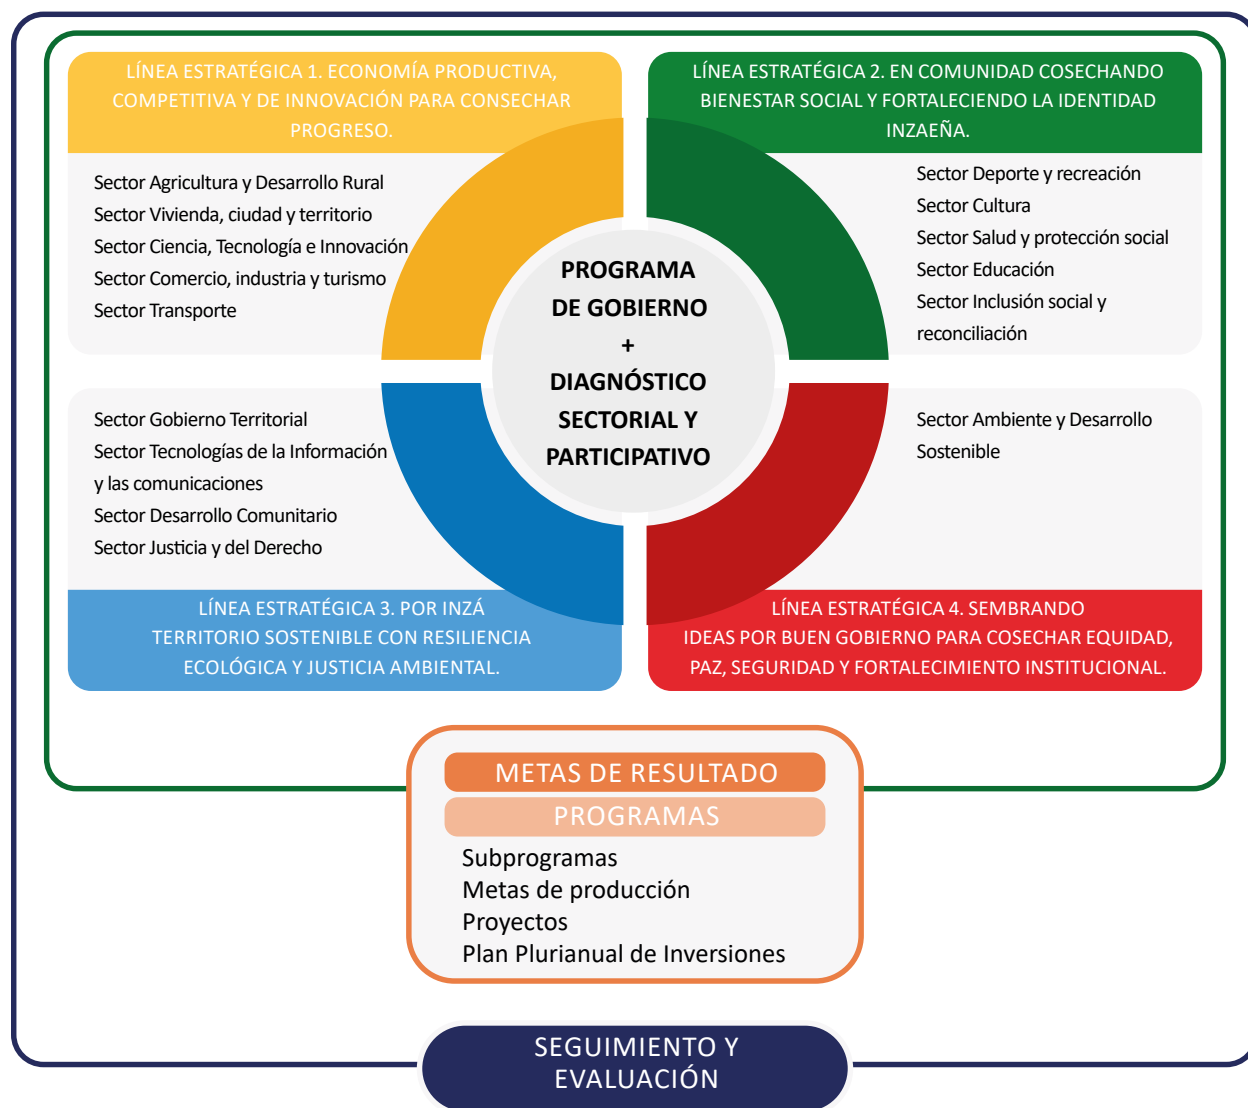 LÍNEA ESTRATÉGICA 1. ECONOMÍA PRODUCTIVA,
COMPETITIVA Y DE INNOVACIÓN PARA CONSECHAR
PROGRESO.
Sector Agricultura y Desarrollo Rural
Sector Vivienda, ciudad y territorio
Sector Ciencia, Tecnología e Innovación
Sector Comercio, industria y turismo
Sector Transporte
LÍNEA ESTRATÉGICA 2. EN COMUNIDAD COSECHANDO
BIENESTAR SOCIAL Y FORTALECIENDO LA IDENTIDAD
INZAEÑA.
Sector Deporte y recreación
Sector Cultura
Sector Salud y protección social
Sector Educación
Sector Inclusión social y
reconciliación
PROGRAMA
DE GOBIERNO
+
DIAGNÓSTICO
SECTORIAL Y
PARTICIPATIVO
Sector Gobierno Territorial
Sector Tecnologías de la Información
y las comunicaciones
Sector Desarrollo Comunitario
Sector Justicia y del Derecho
LÍNEA ESTRATÉGICA 3. POR INZÁ
TERRITORIO SOSTENIBLE CON RESILIENCIA
ECOLÓGICA Y JUSTICIA AMBIENTAL.
Sector Ambiente y Desarrollo
Sostenible
LÍNEA ESTRATÉGICA 4. SEMBRANDO
IDEAS POR BUEN GOBIERNO PARA COSECHAR EQUIDAD,
PAZ, SEGURIDAD Y FORTALECIMIENTO INSTITUCIONAL.
METAS DE RESULTADO
PROGRAMAS
Subprogramas
Metas de producción
Proyectos
Plan Plurianual de Inversiones
SEGUIMIENTO Y
EVALUACIÓN